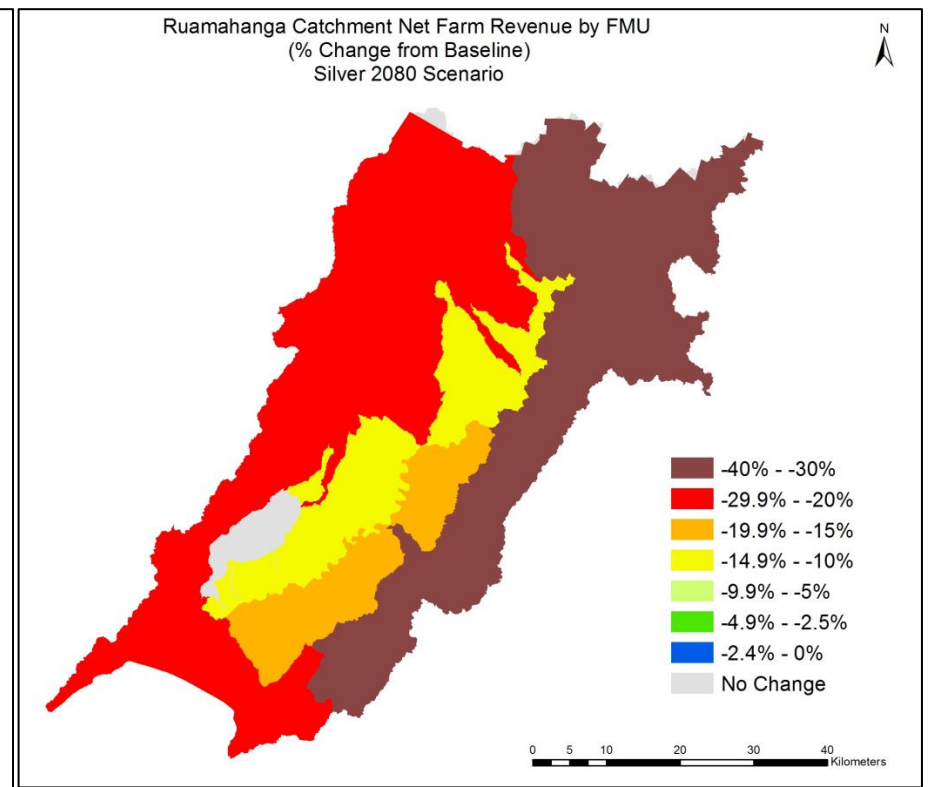 Ruamahanga Catchment Net Farm Revenue by FMU
(% Change from Baseline)
Silver 2080 Scenario
N
-40% - -30%
-29.9% - -20%
-19.9% - -15%
-14.9% - -10%
-9.9% - -5%
-4.9% - -2.5%
-2.4% - 0%
No Change
0 5 10 20 30 40
Kilometers